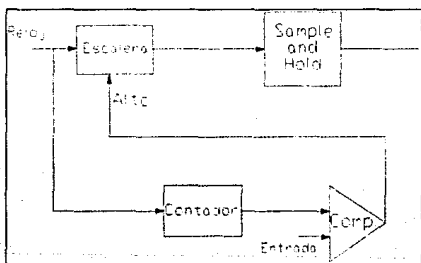 Reloj
Escalera
Sample
and
Hold
Alto
Contador
Comp
Entrada